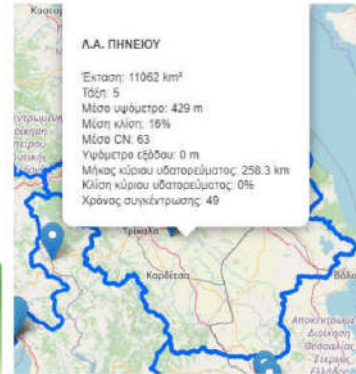 Καστορ
Λ.Α. ΠΗΝΕΙΟΥ
Έκταση: 11062 km²
Τάξη: 5
Μέσο υψόμετρο: 429 m
Μέση κλίση: 16%
Μέσο CN: 63
Υψόμετρο εξόδου: 0 m
Μήκος κύριου υδατορεύματος: 258.3 km
Κλίση κύριου υδατορεύματος: 0%
Χρόνος συγκέντρωσης: 49
Τρίκαλα
Καρδίτσα
Βόλο
Αποκεντρωμέ
Διοίκηση
Θεσσαλίας -
Στερεάς
Ελλάδας